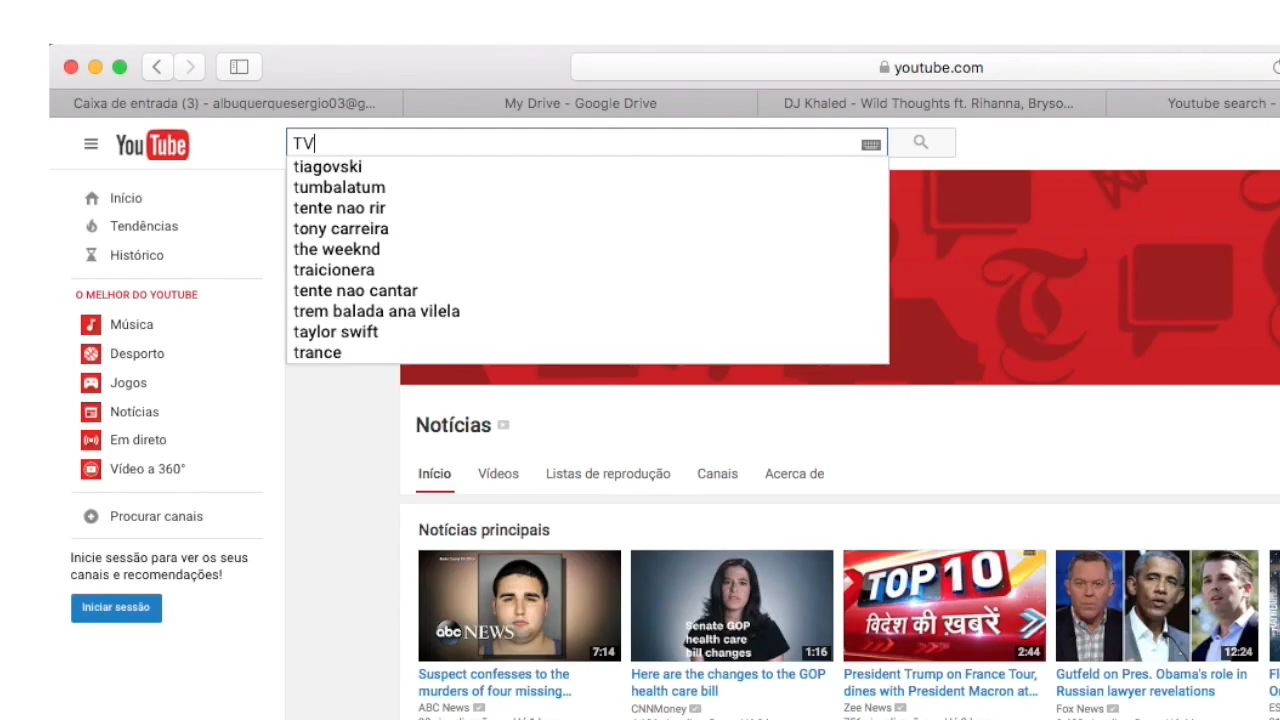 youtube.com
Caixa de entrada (3) - albuquerquesergio03@g...
My Drive - Google Drive
DJ Khaled - Wild Thoughts ft. Rihanna, Bryso...
Youtube search -
YouTube
TV
tiagovski
tumbalatum
tente nao rir
tony carreira
the weeknd
traicionera
tente nao cantar
trem balada ana vilela
taylor swift
trance
Início
Tendências
Histórico
O MELHOR DO YOUTUBE
Música
Desporto
Jogos
Notícias
Em direto
Vídeo a 360°
Procurar canais
Inicie sessão para ver os seus
canais e recomendações!
Iniciar sessão
Notícias
Início Vídeos Listas de reprodução Canais Acerca de
Notícias principais
abc NEWS
7:14
Senate GOP
health care
bill changes
1:16
TOP 10
विदेश की ख़बरें
2:44
12:24
Suspect confesses to the
murders of four missing...
ABC News
Here are the changes to the GOP
health care bill
CNNMoney
President Trump on France Tour,
dines with President Macron at...
Zee News
Gutfeld on Pres. Obama's role in
Russian lawyer revelations
Fox News